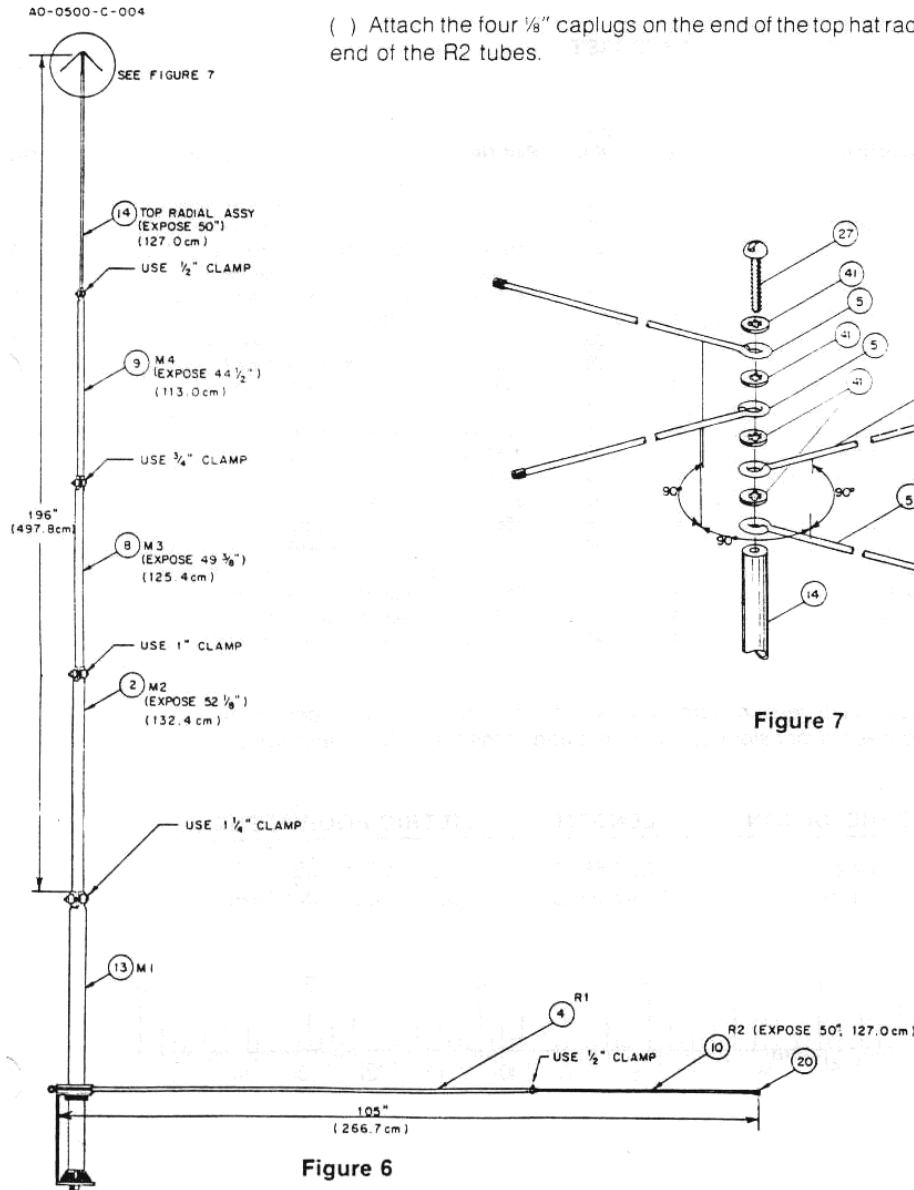 AO-0500-C-004
( ) Attach the four ⅛" caplugs on the end of the top hat rad
end of the R2 tubes.
SEE FIGURE 7
14 TOP RADIAL ASSY
(EXPOSE 50")
(127.0cm)
USE ½" CLAMP
9 M4
(EXPOSE 44 ½")
(113.0cm)
USE ¾" CLAMP
196"
(497.8cm)
8 M3
(EXPOSE 49 ⅜")
(125.4cm)
USE 1" CLAMP
2 M2
(EXPOSE 52 ⅛")
(132.4cm)
USE 1 ¼" CLAMP
13 M1
R1
4
R2 (EXPOSE 50", 127.0cm)
10
USE ½" CLAMP
20
105"
(266.7cm)
Figure 6
27
41
5
41
5
41
90°
90°
90°
5
14
Figure 7